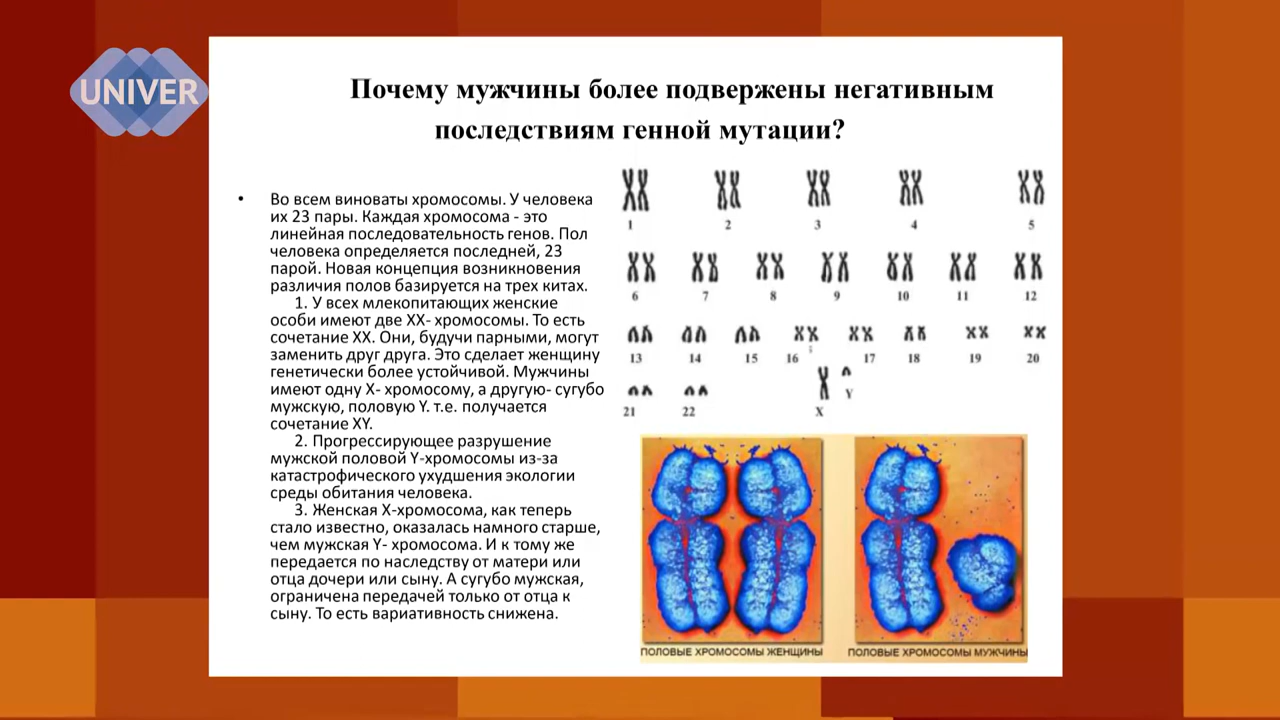 UNIVER
Почему мужчины более подвержены негативным
последствиям генной мутации?
• Во всем виноваты хромосомы. У человека
их 23 пары. Каждая хромосома - это
линейная последовательность генов. Пол
человека определяется последней, 23
парой. Новая концепция возникновения
различия полов базируется на трех китах.
1. У всех млекопитающих женские
особи имеют две XX- хромосомы. То есть
сочетание XX. Они, будучи парными, могут
заменить друг друга. Это сделает женщину
генетически более устойчивой. Мужчины
имеют одну X- хромосому, а другую- сугубо
мужскую, половую Y. т.е. получается
сочетание XY.
2. Прогрессирующее разрушение
мужской половой Y-хромосомы из-за
катастрофического ухудшения экологии
среды обитания человека.
3. Женская X-хромосома, как теперь
стало известно, оказалась намного старше,
чем мужская Y- хромосома. И к тому же
передается по наследству от матери или
отца дочери или сыну. А сугубо мужская,
ограничена передачей только от отца к
сыну. То есть вариативность снижена.
1 2 3 4 5
6 7 8 9 10 11 12
13 14 15 16 17 18 19 20
21 22 X Y
ПОЛОВЫЕ ХРОМОСОМЫ ЖЕНЩИНЫ
ПОЛОВЫЕ ХРОМОСОМЫ МУЖЧИНЫ